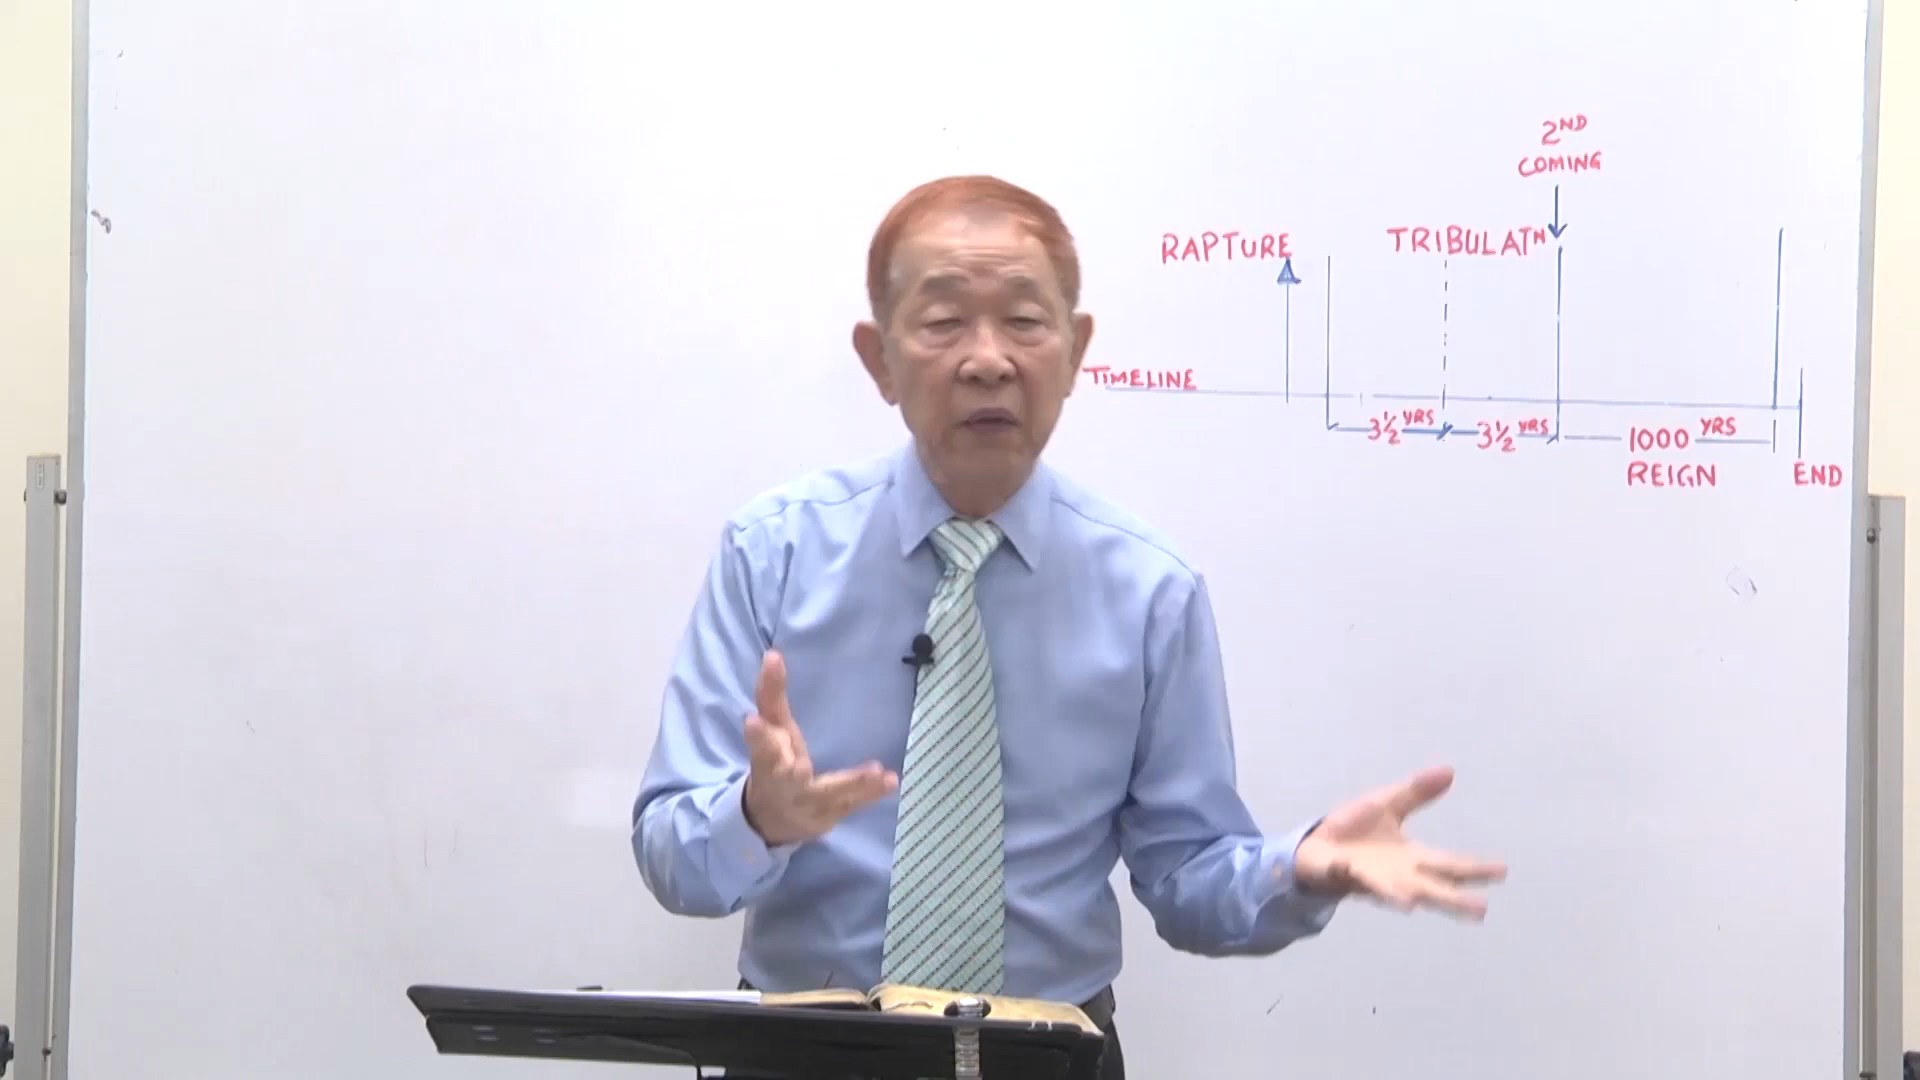 2ND
COMING
RAPTURE
TRIBULATN
TIMELINE
3½ YRS 3½ YRS 1000 YRS
REIGN END